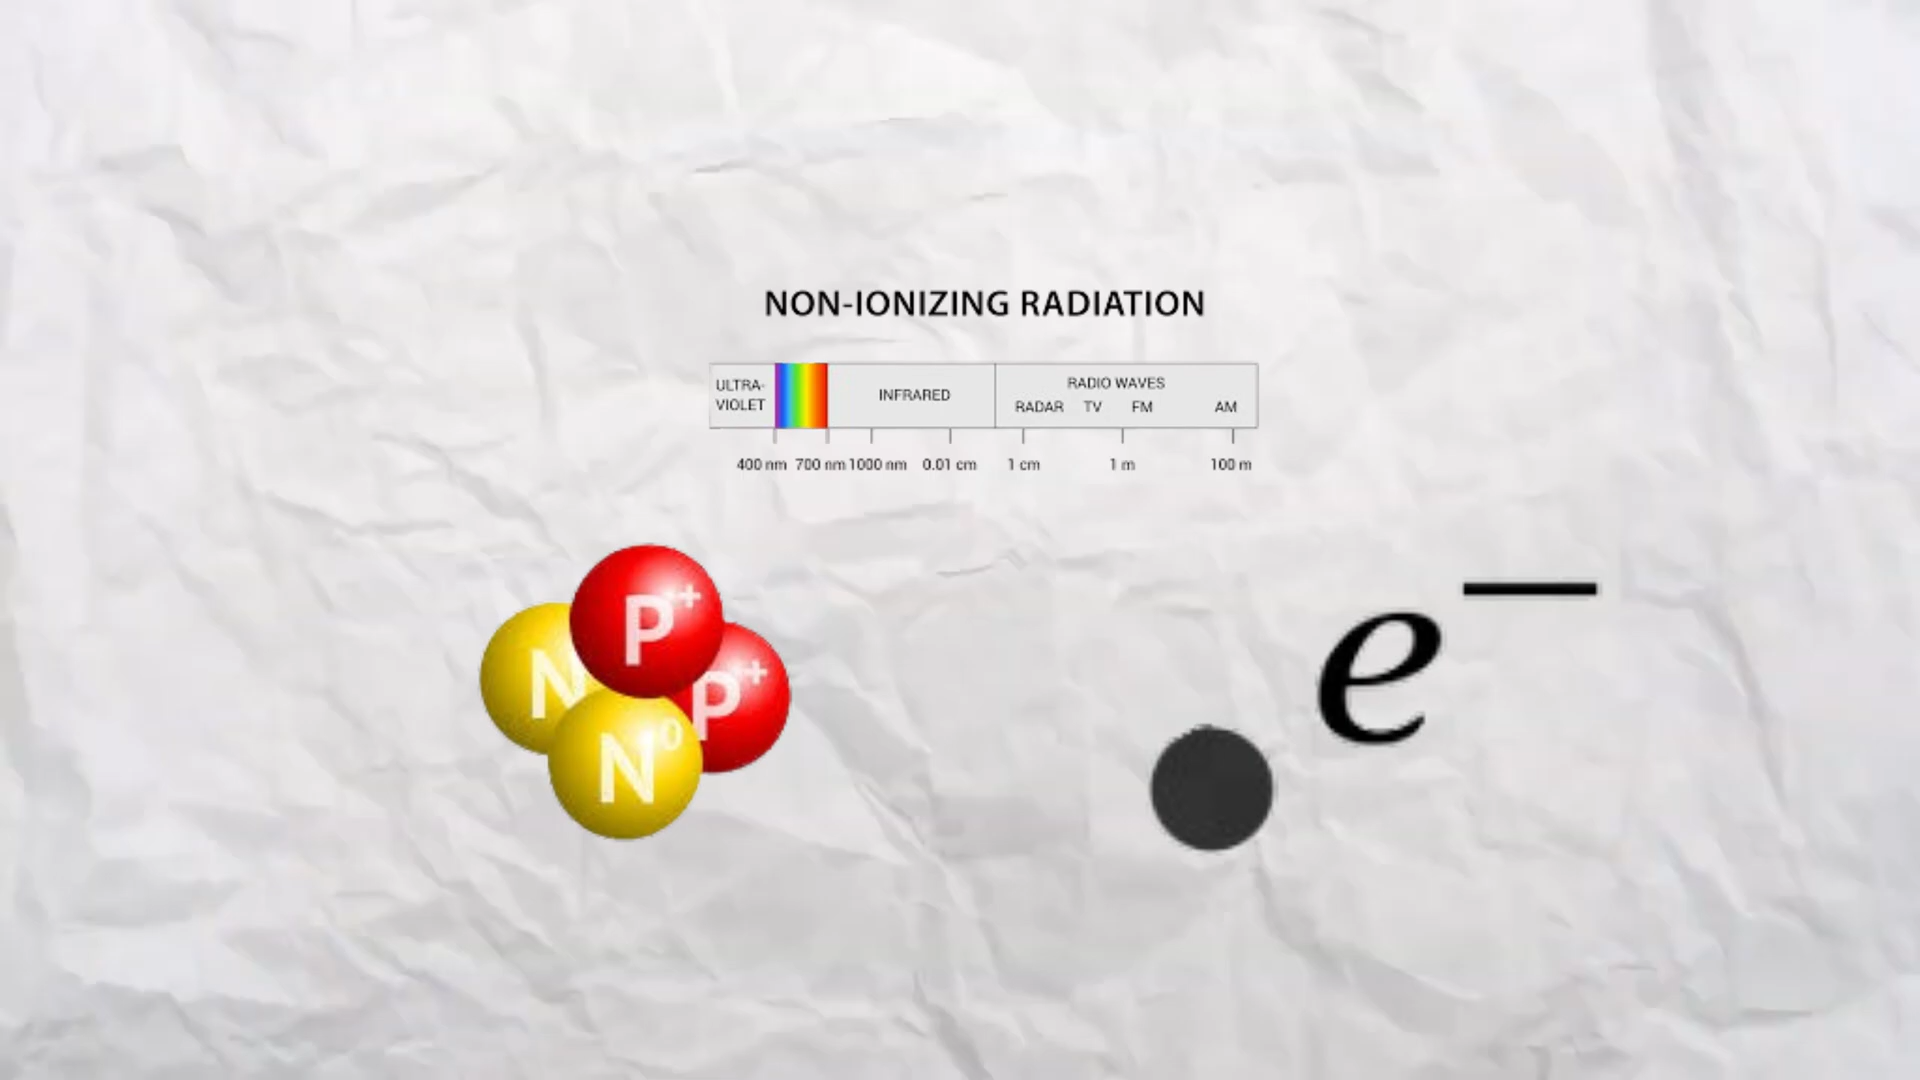 NON-IONIZING RADIATION
ULTRA-
VIOLET
INFRARED
RADIO WAVES
RADAR TV FM AM
400 nm 700 nm 1000 nm 0.01 cm 1 cm 1 m 100 m
P+
N
P+
N0
e−